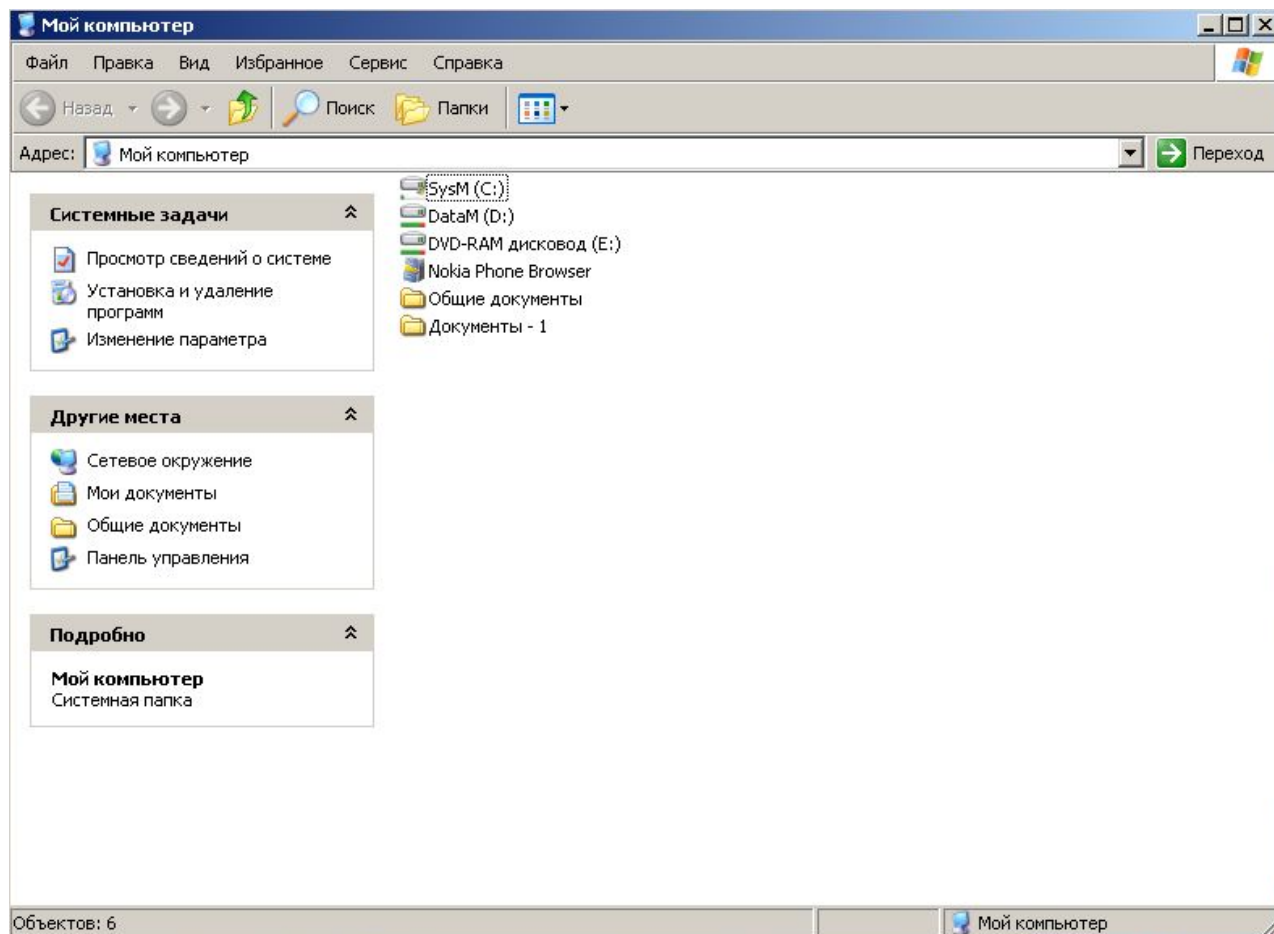 Мой компьютер
Файл Правка Вид Избранное Сервис Справка
Назад Поиск Папки
Адрес: Мой компьютер Переход
Системные задачи
Просмотр сведений о системе
Установка и удаление
программ
Изменение параметра
Другие места
Сетевое окружение
Мои документы
Общие документы
Панель управления
Подробно
Мой компьютер
Системная папка
SysM (C:)
DataM (D:)
DVD-RAM дисковод (E:)
Nokia Phone Browser
Общие документы
Документы - 1
Объектов: 6 Мой компьютер